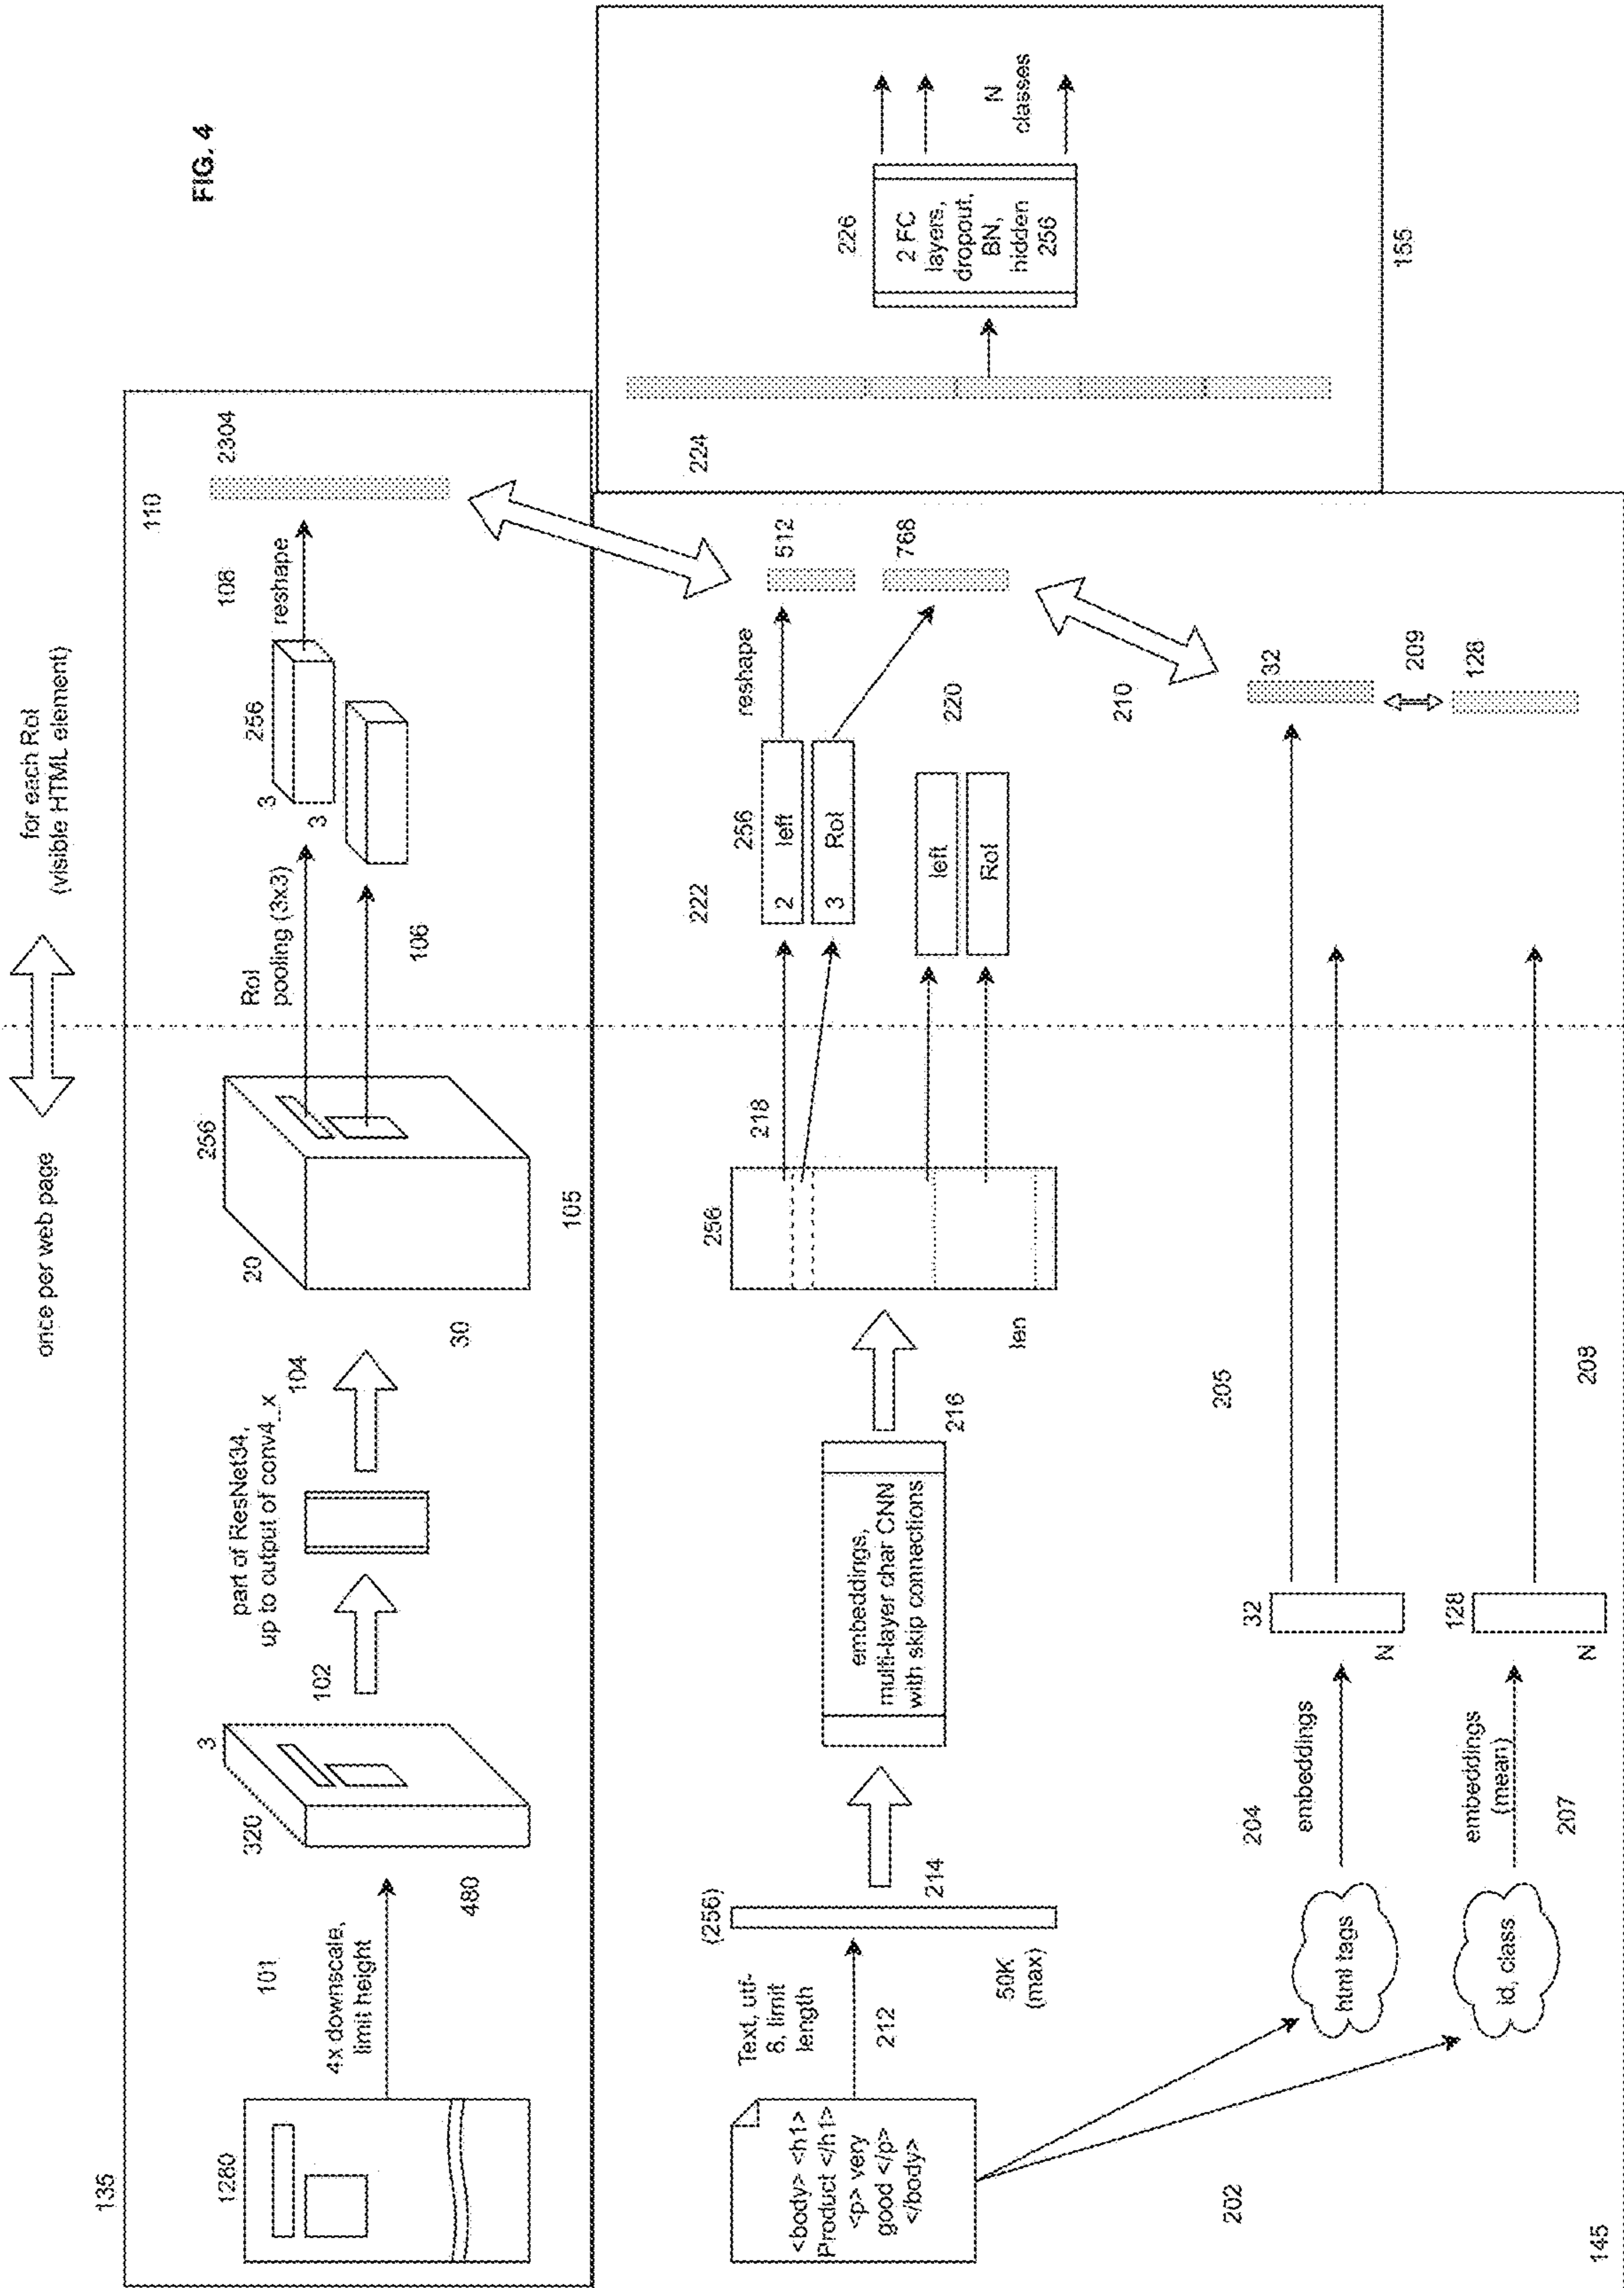 FIG. 4
once per web page
for each RoI
(visible HTML element)
135
1280
101
4x downscale,
limit height
320
3
480
102
part of ResNet34,
up to output of conv4_x
104
20
256
30
105
RoI
pooling (3x3)
106
3
3
256
108
reshape
110
2304
<body> <h1>
Product </h1>
<p> very
good </p>
</body>
Text, utf-
8, limit
length
212
(256)
50K
(max)
214
embeddings,
multi-layer char CNN
with skip connections
216
256
len
218
222
256
2
left
3
RoI
left
RoI
220
reshape
512
768
210
202
html tags
id, class
204
embeddings
embeddings
(mean)
207
32
N
128
N
205
208
32
209
128
145
224
226
2 FC
layers,
dropout,
BN,
hidden
256
N
classes
155